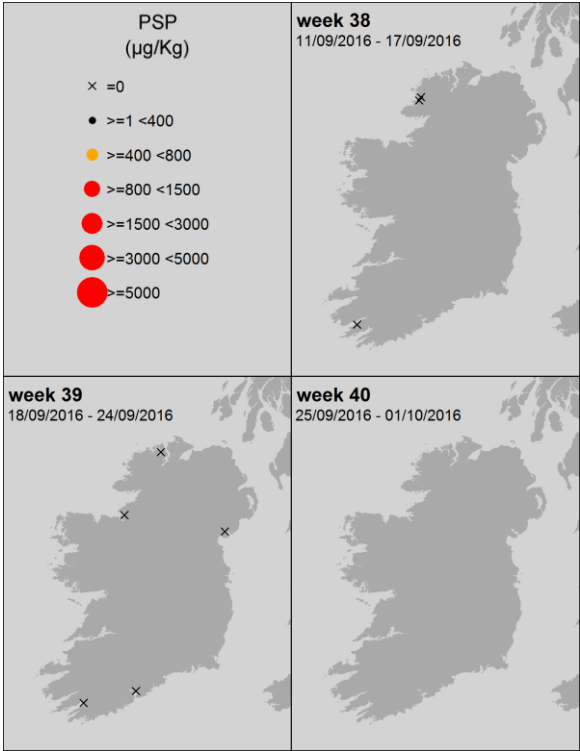 PSP
(µg/Kg)
=0
>=1 <400
>=400 <800
>=800 <1500
>=1500 <3000
>=3000 <5000
>=5000
week 38
11/09/2016 - 17/09/2016
week 39
18/09/2016 - 24/09/2016
week 40
25/09/2016 - 01/10/2016